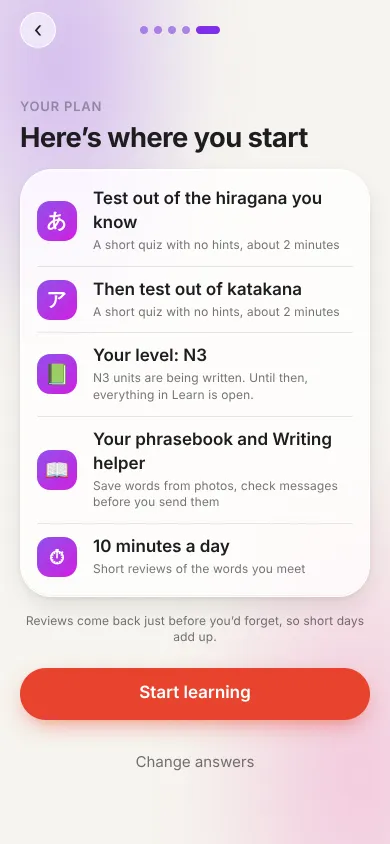 YOUR PLAN
Here’s where you start
あ
Test out of the hiragana you
know
A short quiz with no hints, about 2 minutes
ア
Then test out of katakana
A short quiz with no hints, about 2 minutes
Your level: N3
N3 units are being written. Until then,
everything in Learn is open.
Your phrasebook and Writing
helper
Save words from photos, check messages
before you send them
10 minutes a day
Short reviews of the words you meet
Reviews come back just before you’d forget, so short days
add up.
Start learning
Change answers